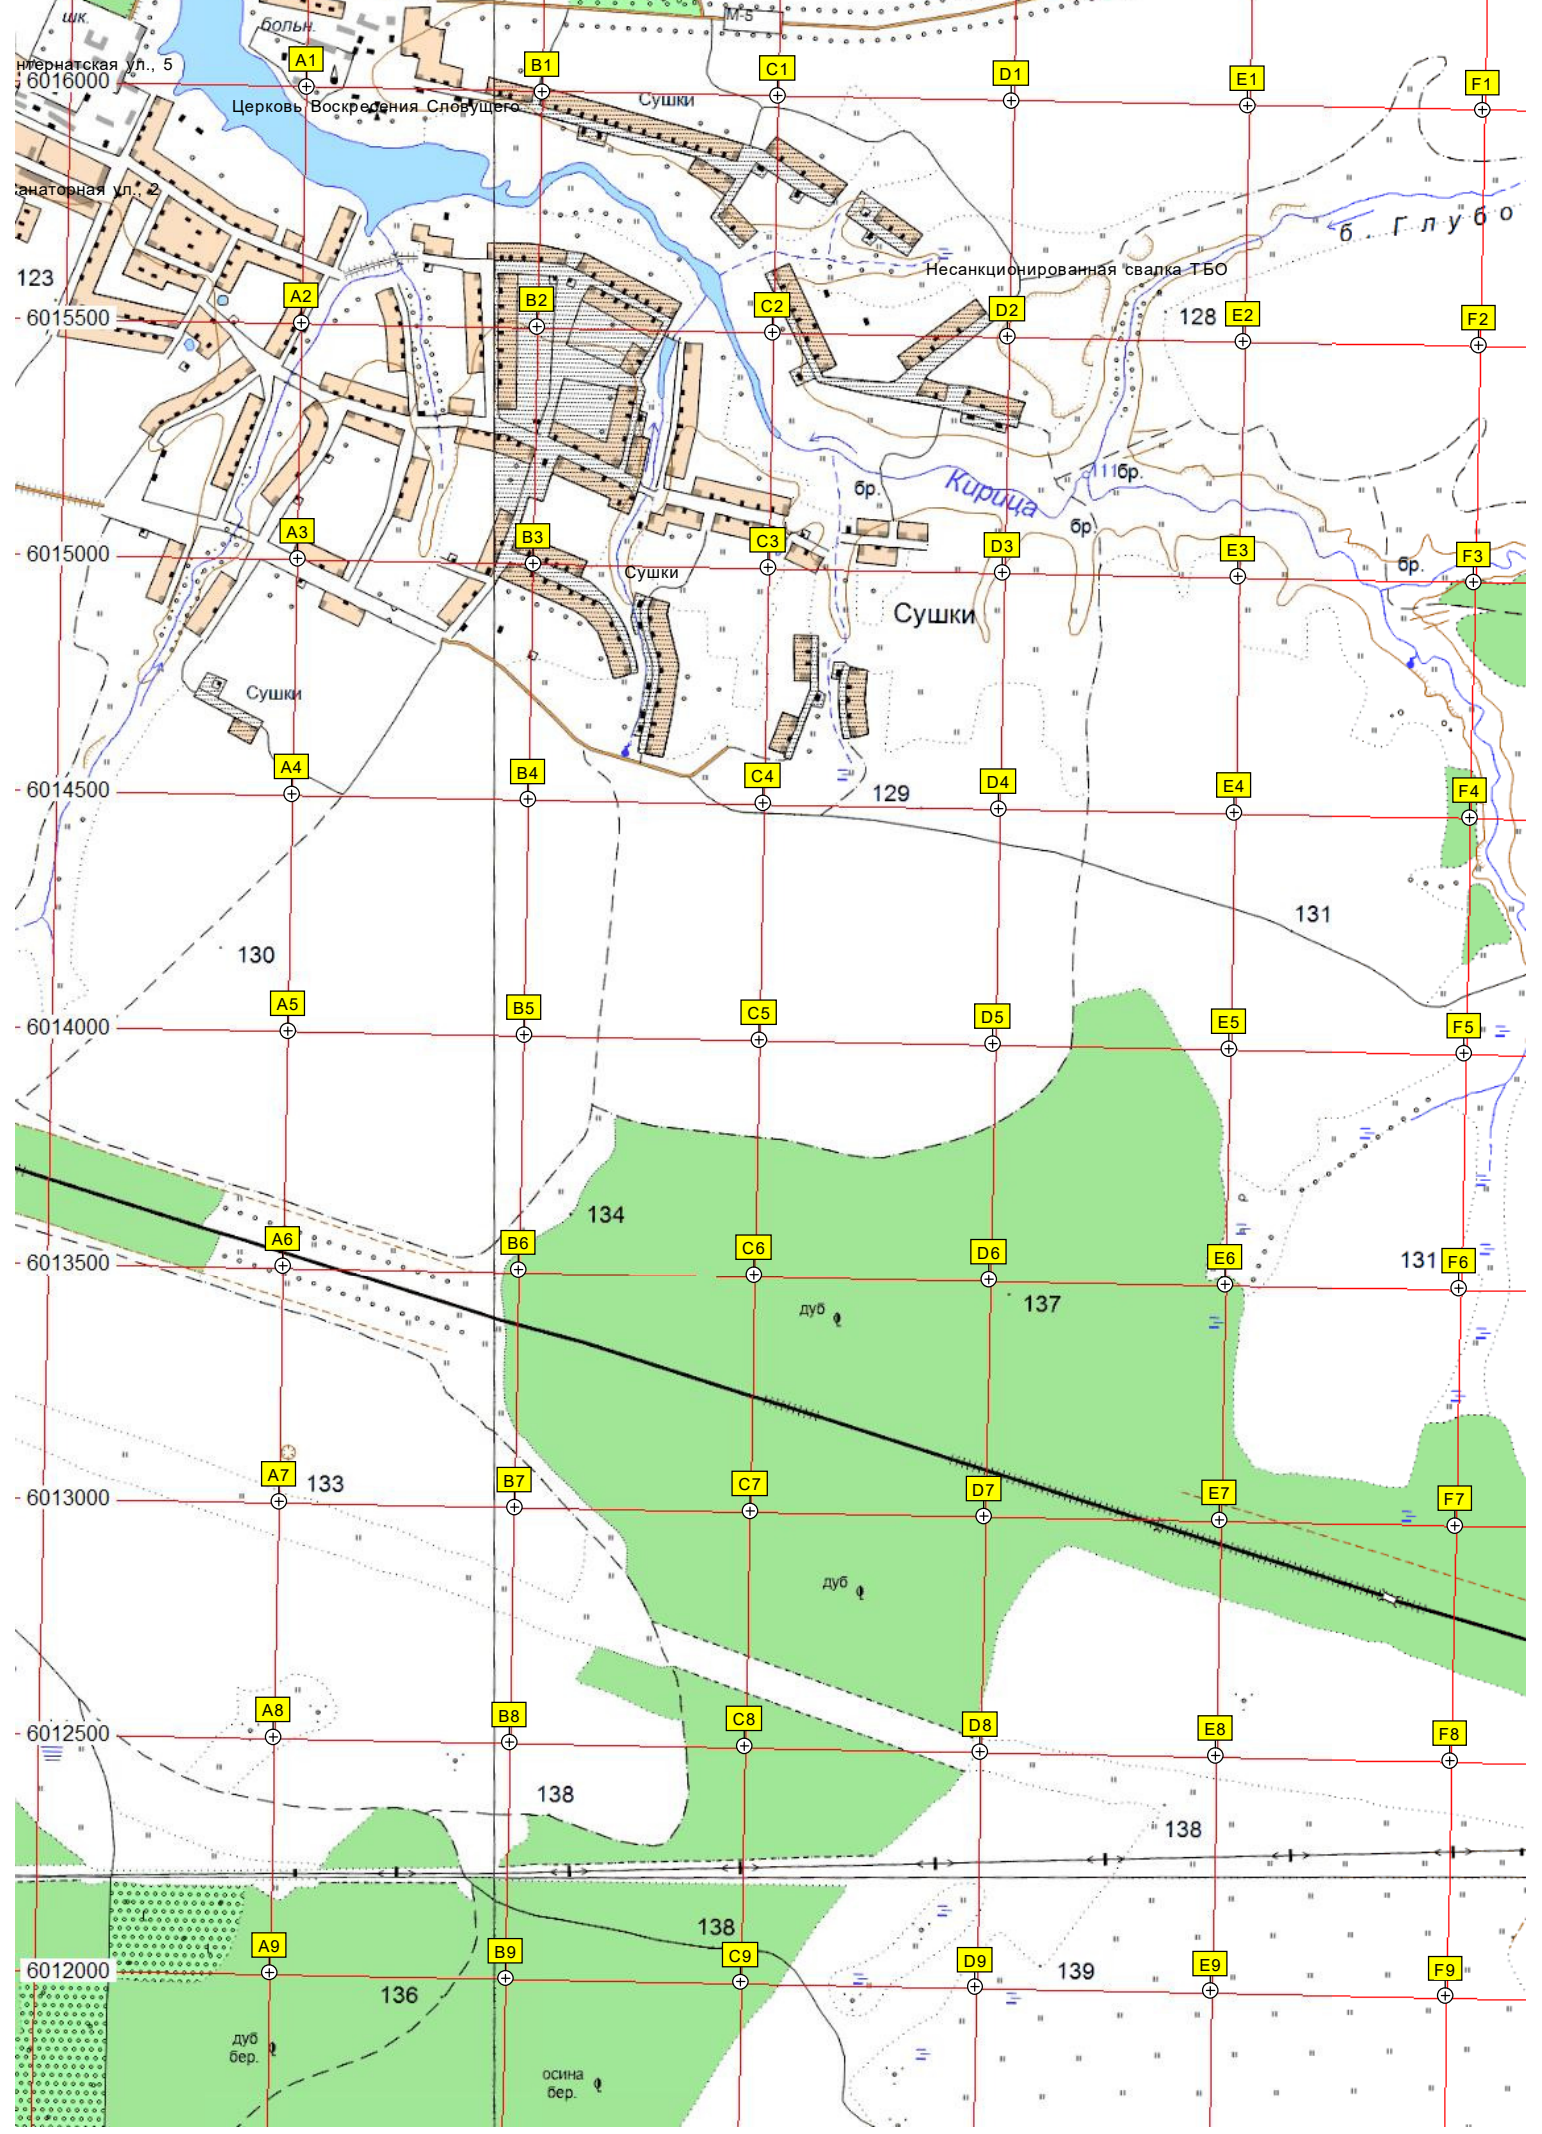 шк.
больн.
М-5
нтернатская ул., 5
A1
B1
C1
D1
E1
F1
6016000
Церковь Воскресения Словущего
Сушки
анаторная ул., 2
б. Глубо
123
Несанкционированная свалка ТБО
A2
B2
C2
D2
128
E2
F2
6015500
Кирица
111бр.
бр.
бр.
A3
B3
C3
D3
E3
F3
6015000
бр.
Сушки
Сушки
Сушки
A4
B4
C4
129
D4
E4
F4
6014500
131
130
A5
B5
C5
D5
E5
F5
6014000
134
A6
B6
C6
D6
E6
131
F6
6013500
дуб
137
A7
133
B7
C7
D7
E7
F7
6013000
дуб
A8
B8
C8
D8
E8
F8
6012500
138
138
138
A9
B9
C9
D9
139
E9
F9
6012000
136
дуб
бер.
осина
бер.